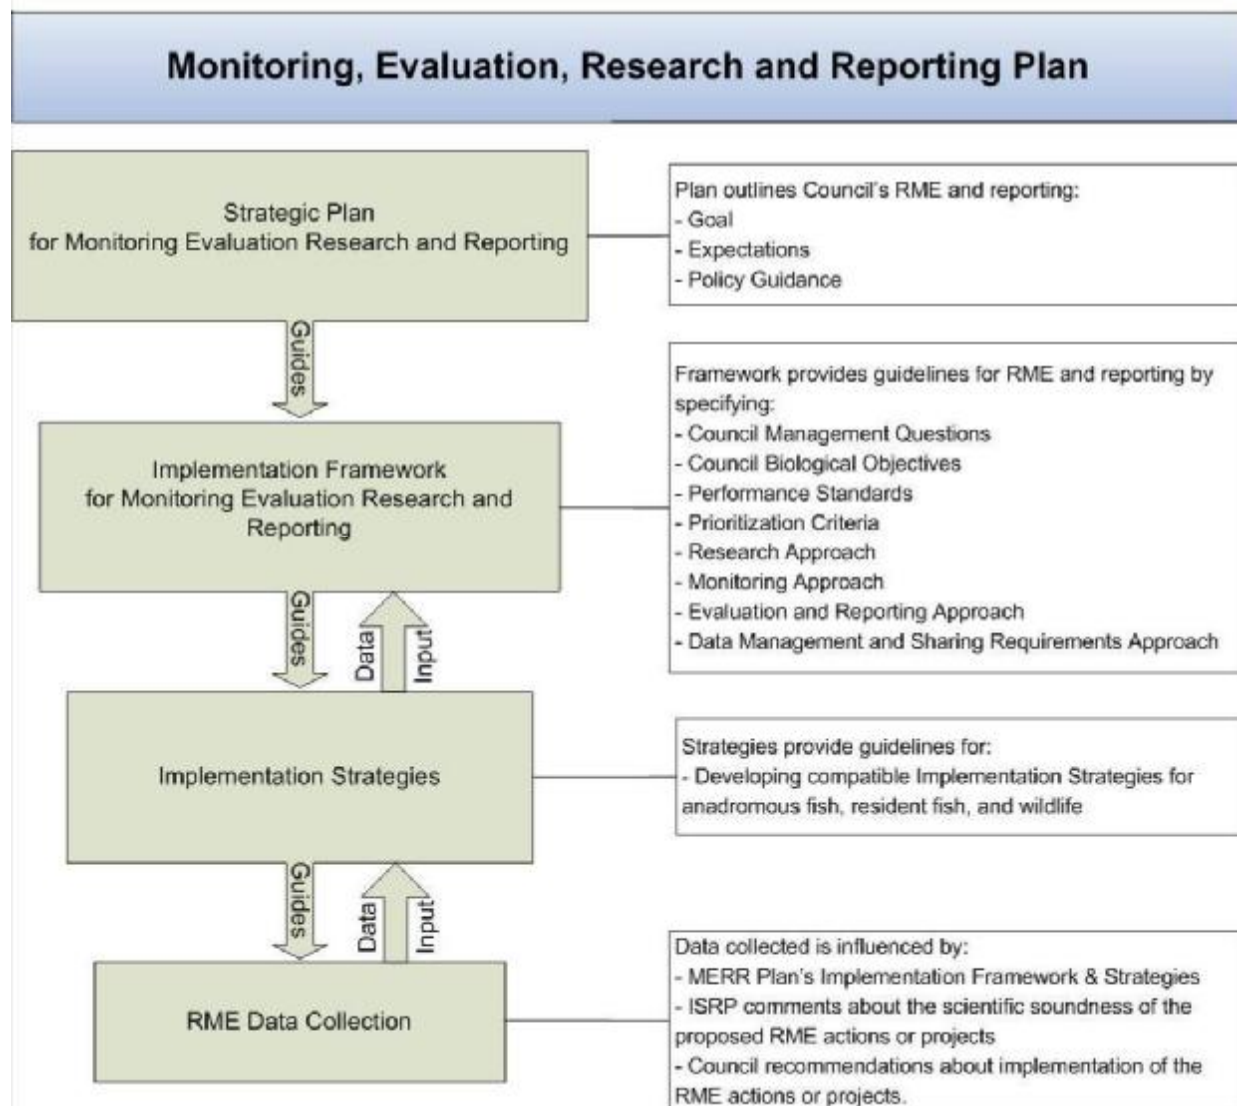 Monitoring, Evaluation, Research and Reporting Plan
Strategic Plan
for Monitoring Evaluation Research and Reporting
Plan outlines Council's RME and reporting:
- Goal
- Expectations
- Policy Guidance
Guides
Implementation Framework
for Monitoring Evaluation Research and
Reporting
Framework provides guidelines for RME and reporting by
specifying:
- Council Management Questions
- Council Biological Objectives
- Performance Standards
- Prioritization Criteria
- Research Approach
- Monitoring Approach
- Evaluation and Reporting Approach
- Data Management and Sharing Requirements Approach
Guides
Data
Input
Implementation Strategies
Strategies provide guidelines for:
- Developing compatible Implementation Strategies for
anadromous fish, resident fish, and wildlife
Guides
Data
Input
RME Data Collection
Data collected is influenced by:
- MERR Plan's Implementation Framework & Strategies
- ISRP comments about the scientific soundness of the
proposed RME actions or projects
- Council recommendations about implementation of the
RME actions or projects.